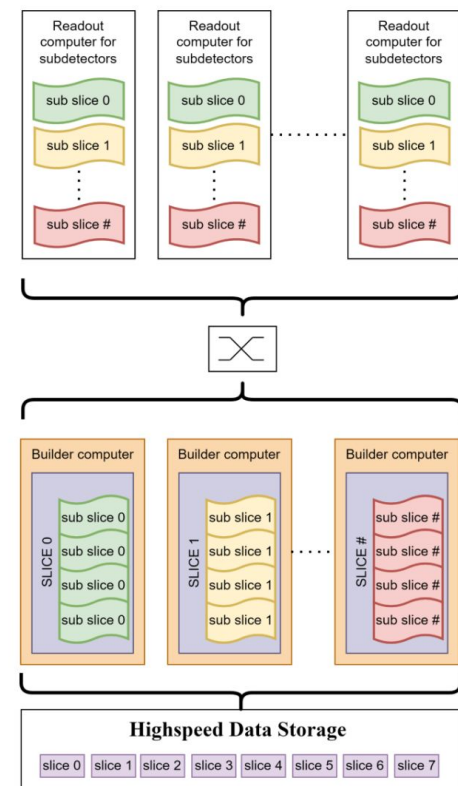 Readout
computer for
subdetectors
sub slice 0
sub slice 1
sub slice #
Readout
computer for
subdetectors
sub slice 0
sub slice 1
sub slice #
Readout
computer for
subdetectors
sub slice 0
sub slice 1
sub slice #
Builder computer
SLICE 0
sub slice 0
sub slice 0
sub slice 0
sub slice 0
Builder computer
SLICE 1
sub slice 1
sub slice 1
sub slice 1
sub slice 1
Builder computer
SLICE #
sub slice #
sub slice #
sub slice #
sub slice #
Highspeed Data Storage
slice 0 slice 1 slice 2 slice 3 slice 4 slice 5 slice 6 slice 7